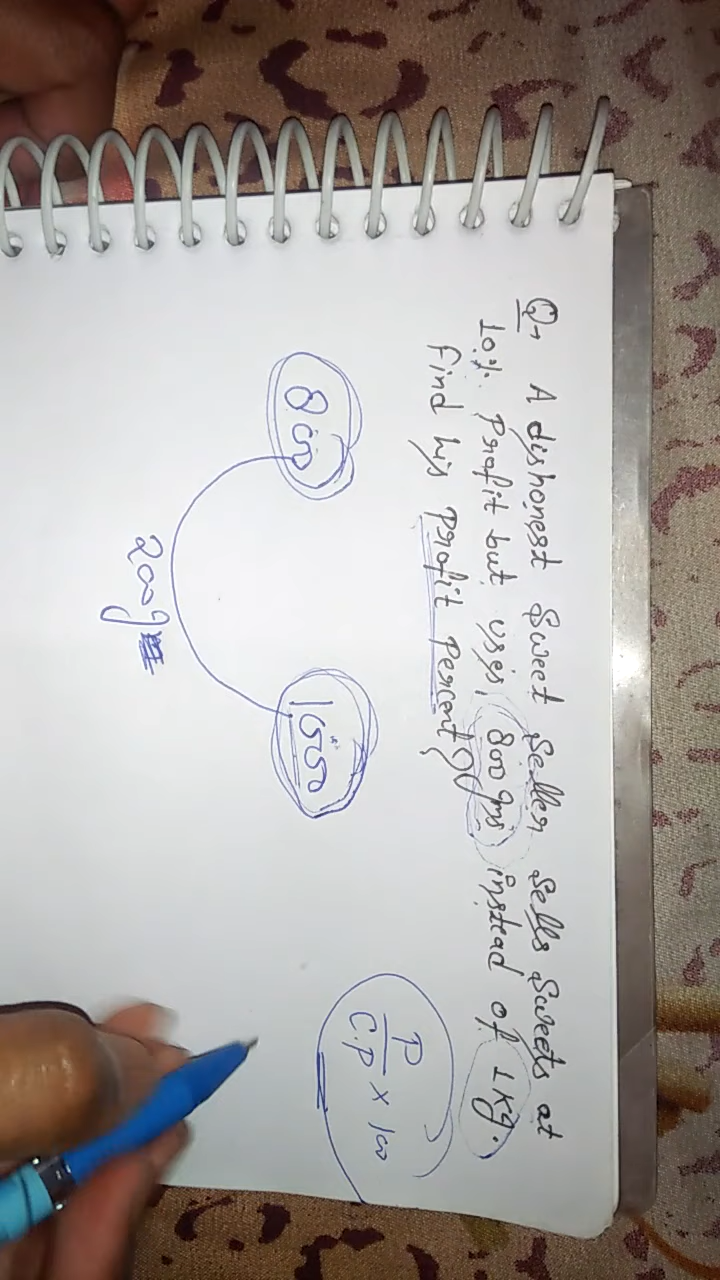 Q→ A dishonest Sweet Seller Sells Sweets at
10% Profit but uses 800 gms instead of 1 Kg.
find his Profit Percent?
800
1000
200g
P
C.P × 100